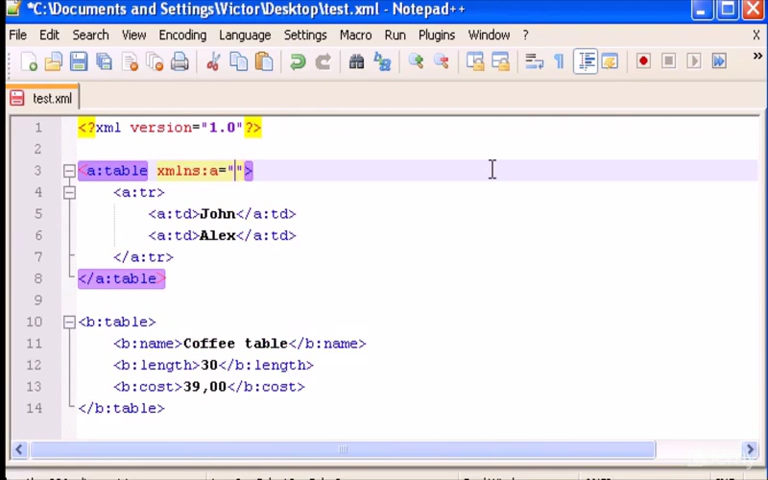 *C:\Documents and Settings\Victor\Desktop\test.xml - Notepad++
File Edit Search View Encoding Language Settings Macro Run Plugins Window ? X
test.xml
1 <?xml version="1.0"?>
2
3 <a:table xmlns:a="">
4 <a:tr>
5 <a:td>John</a:td>
6 <a:td>Alex</a:td>
7 </a:tr>
8 </a:table>
9
10 <b:table>
11 <b:name>Coffee table</b:name>
12 <b:length>30</b:length>
13 <b:cost>39,00</b:cost>
14 </b:table>